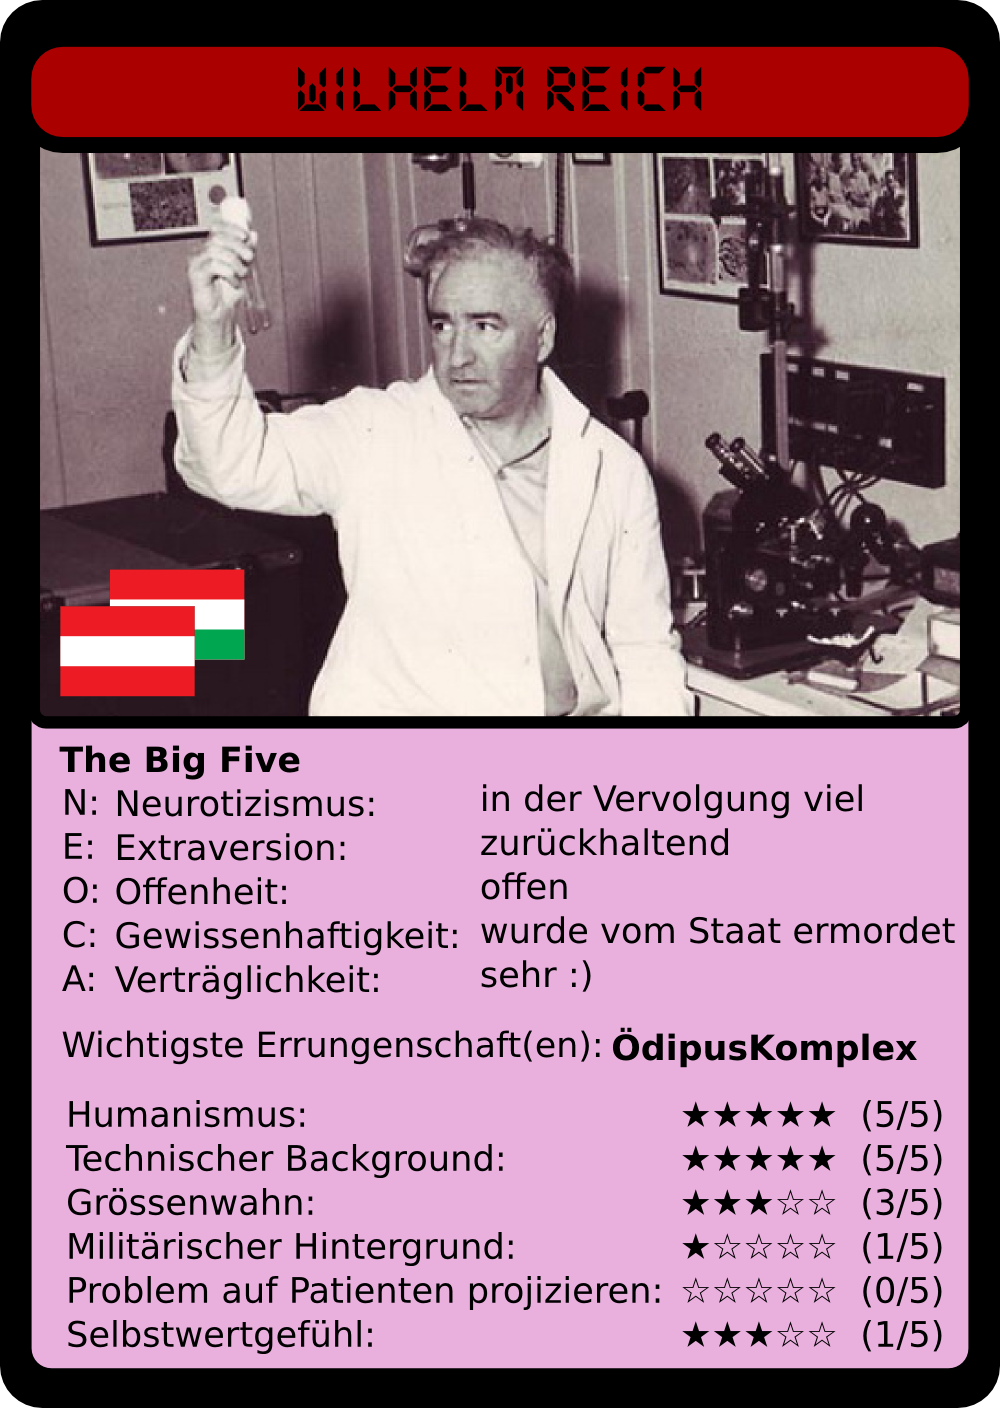 WILHELM REICH
The Big Five
N: Neurotizismus: in der Vervolgung viel
E: Extraversion: zurückhaltend
O: Offenheit: offen
C: Gewissenhaftigkeit: wurde vom Staat ermordet
A: Verträglichkeit: sehr :)
Wichtigste Errungenschaft(en): ÖdipusKomplex
Humanismus: ★★★★★ (5/5)
Technischer Background: ★★★★★ (5/5)
Grössenwahn: ★★★☆☆ (3/5)
Militärischer Hintergrund: ★☆☆☆☆ (1/5)
Problem auf Patienten projizieren: ☆☆☆☆☆ (0/5)
Selbstwertgefühl: ★★★☆☆ (1/5)